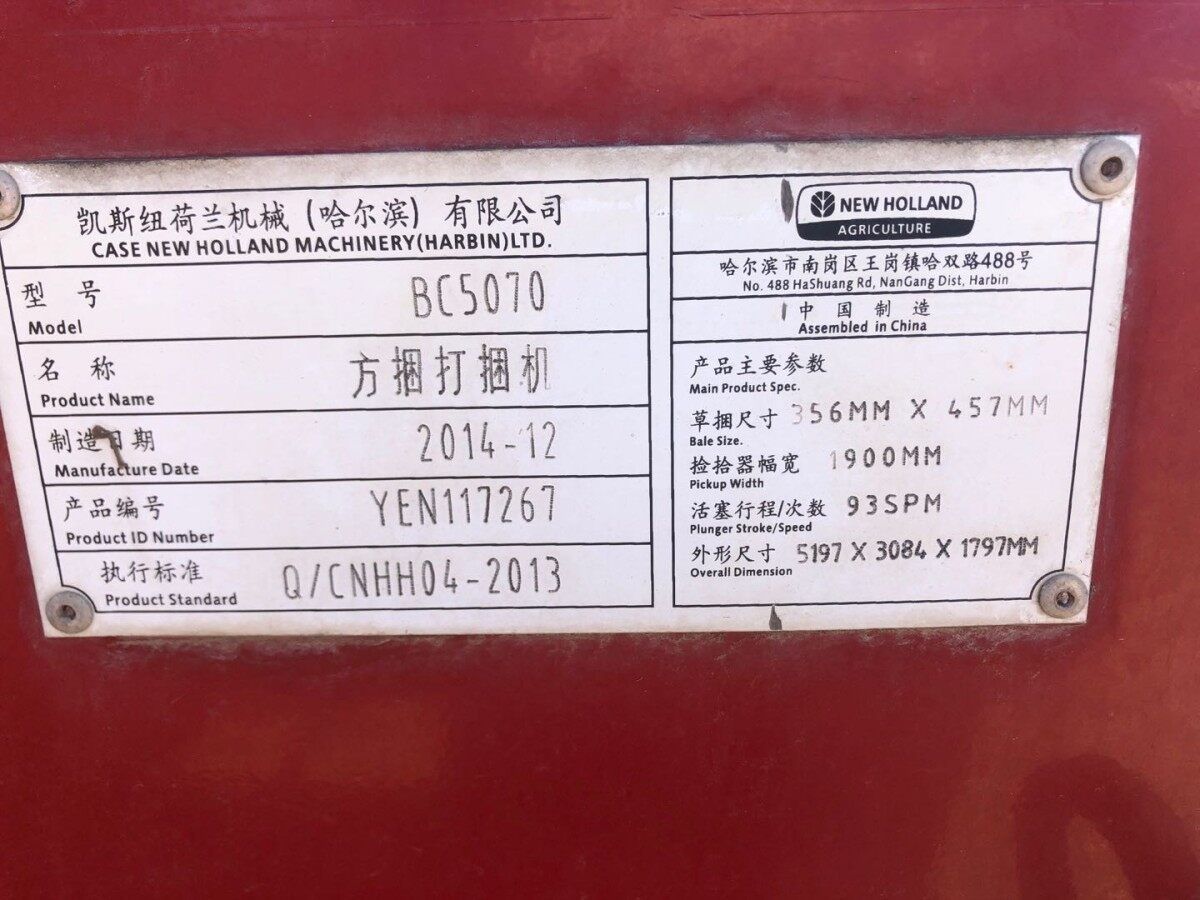 凯斯纽荷兰机械（哈尔滨）有限公司
CASE NEW HOLLAND MACHINERY(HARBIN)LTD.
型 号 BC5070
Model
名 称 方捆打捆机
Product Name
制造日期 2014-12
Manufacture Date
产品编号 YEN117267
Product ID Number
执行标准 Q/CNHH04-2013
Product Standard
NEW HOLLAND
AGRICULTURE
哈尔滨市南岗区王岗镇哈双路488号
No. 488 HaShuang Rd, NanGang Dist, Harbin
中 国 制 造
Assembled in China
产品主要参数
Main Product Spec.
草捆尺寸 356MM X 457MM
Bale Size.
捡拾器幅宽 1900MM
Pickup Width
活塞行程/次数 93SPM
Plunger Stroke/Speed
外形尺寸 5197 X 3084 X 1797MM
Overall Dimension